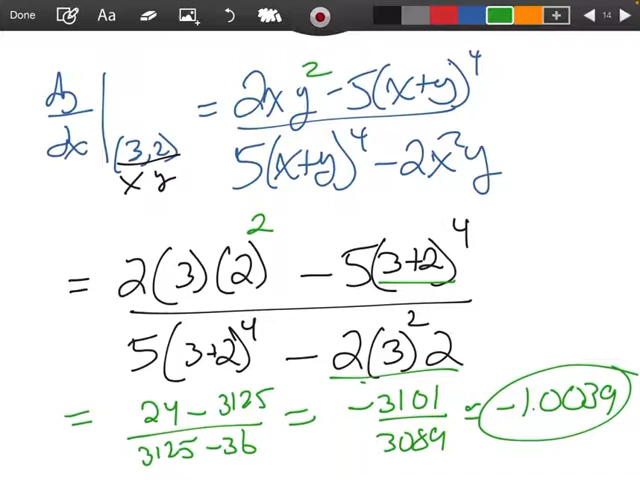 Done Aa 14
dy/dx |(3,2) = (2xy² - 5(x+y)⁴)/(5(x+y)⁴ - 2x²y)
x y
= (2(3)(2)² - 5(3+2)⁴)/(5(3+2)⁴ - 2(3)²2)
= (24 - 3125)/(3125 - 36) = -3101/3089 ≈ -1.0039